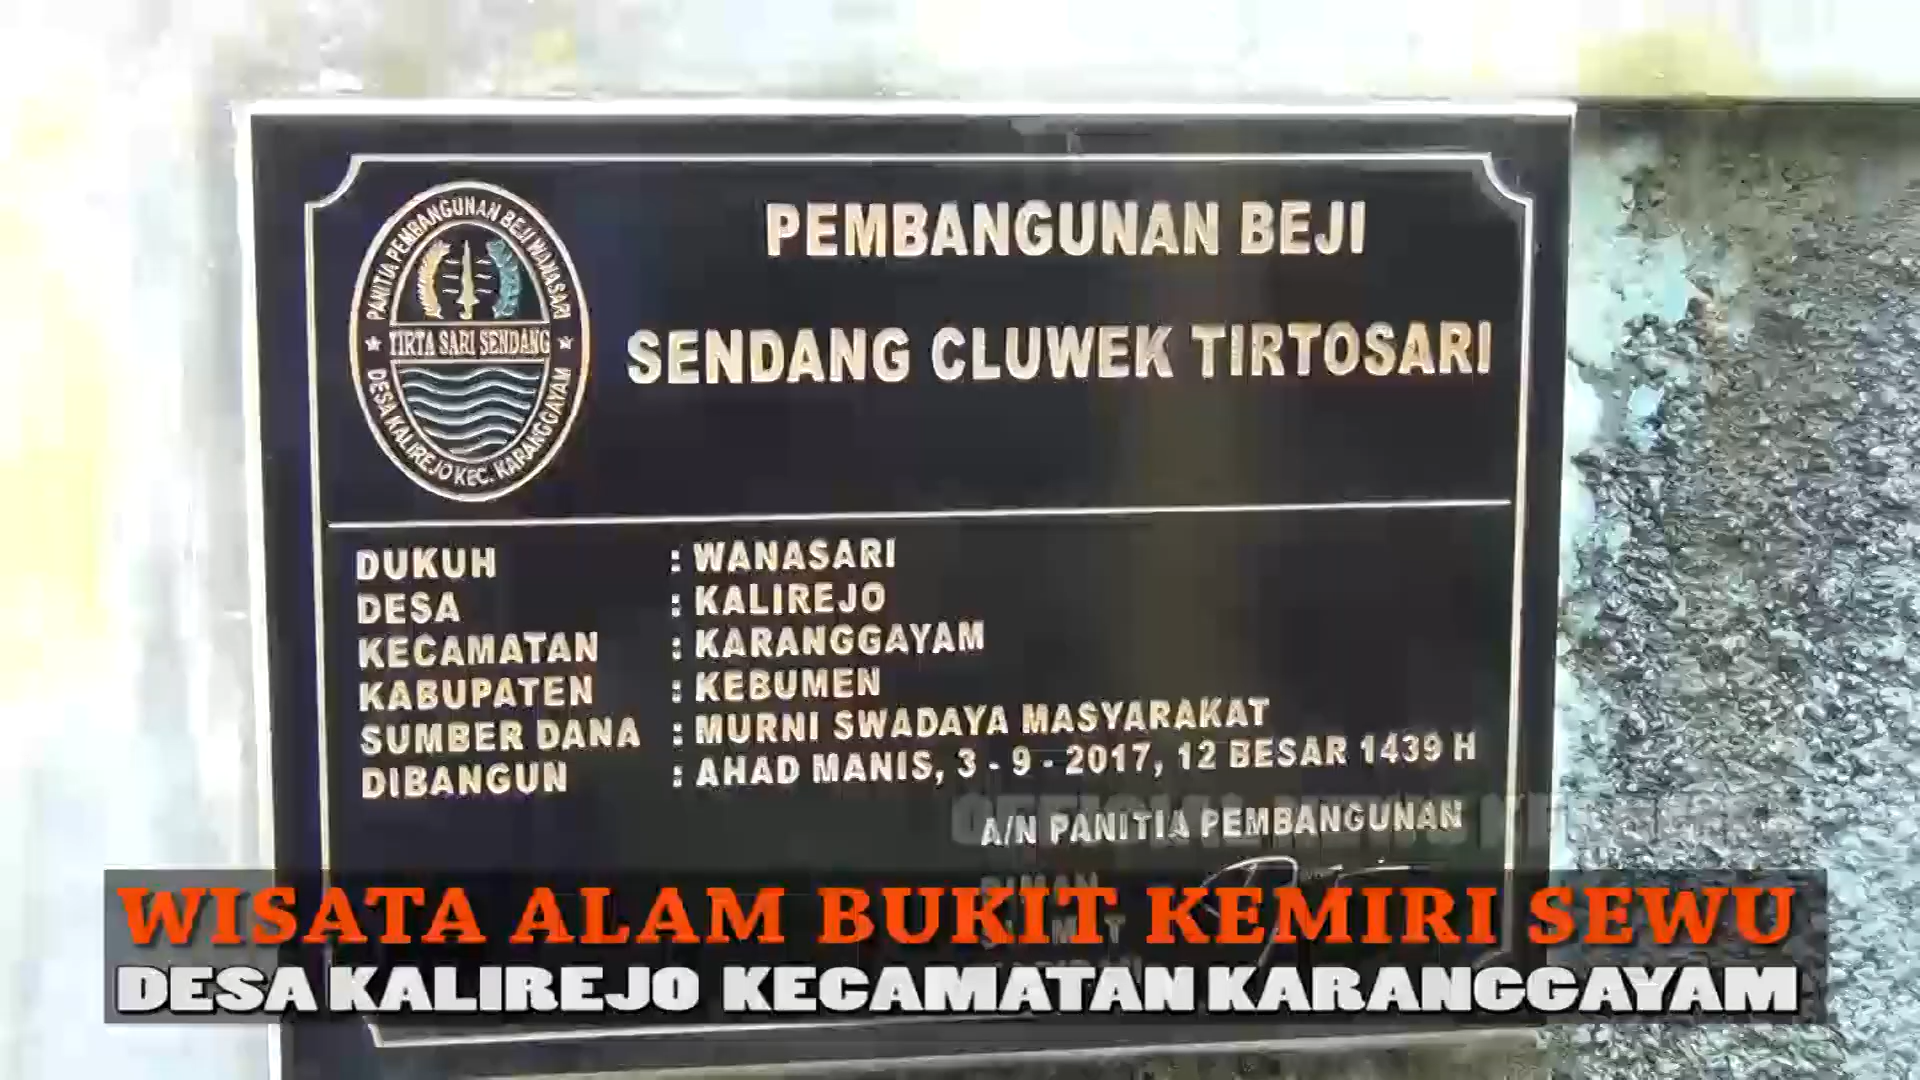 PEMBANGUNAN BEJI
SENDANG CLUWEK TIRTOSARI
PANITIA PEMBANGUNAN BEJI WANASARI
TIRTA SARI SENDANG
DESA KALIREJO KEC. KARANGGAYAM
DUKUH : WANASARI
DESA : KALIREJO
KECAMATAN : KARANGGAYAM
KABUPATEN : KEBUMEN
SUMBER DANA : MURNI SWADAYA MASYARAKAT
DIBANGUN : AHAD MANIS, 3 - 9 - 2017, 12 BESAR 1439 H
A/N PANITIA PEMBANGUNAN
WISATA ALAM BUKIT KEMIRI SEWU
DESA KALIREJO KECAMATAN KARANGGAYAM